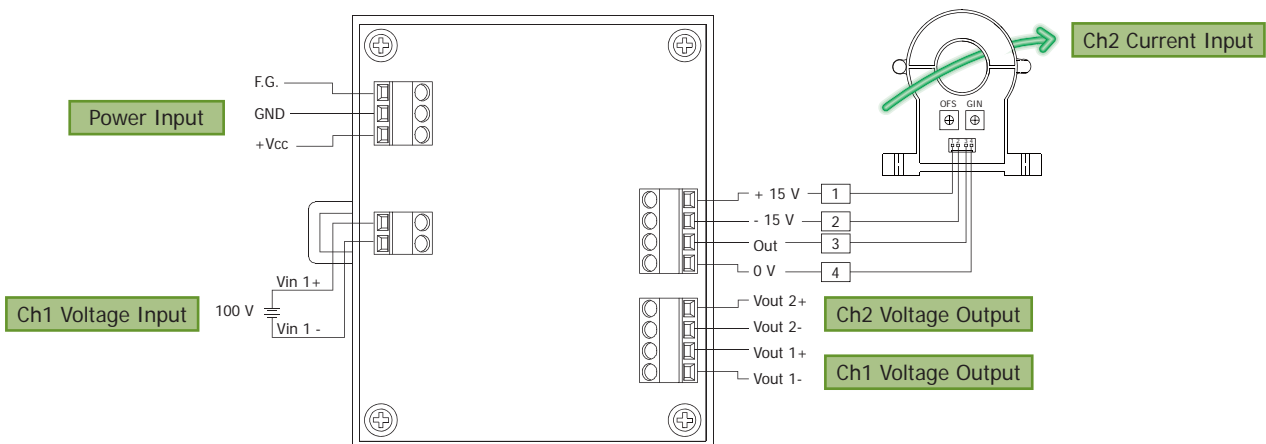 Power Input
F.G.
GND
+Vcc
Ch1 Voltage Input
100 V
Vin 1+
Vin 1 -
Ch2 Current Input
OFS GIN
+ 15 V 1
- 15 V 2
Out 3
0 V 4
Vout 2+
Vout 2-
Ch2 Voltage Output
Vout 1+
Vout 1-
Ch1 Voltage Output